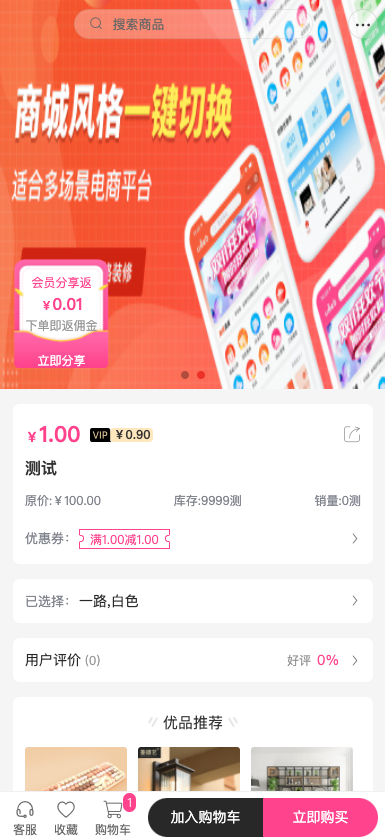 搜索商品
商城风格一键切换
适合多场景电商平台
装修
会员分享返
¥0.01
下单即返佣金
立即分享
¥1.00 VIP ¥0.90
测试
原价:¥100.00 库存:9999测 销量:0测
优惠券: 满1.00减1.00
已选择: 一路,白色
用户评价 (0) 好评 0%
优品推荐
客服 收藏 购物车 1 加入购物车 立即购买